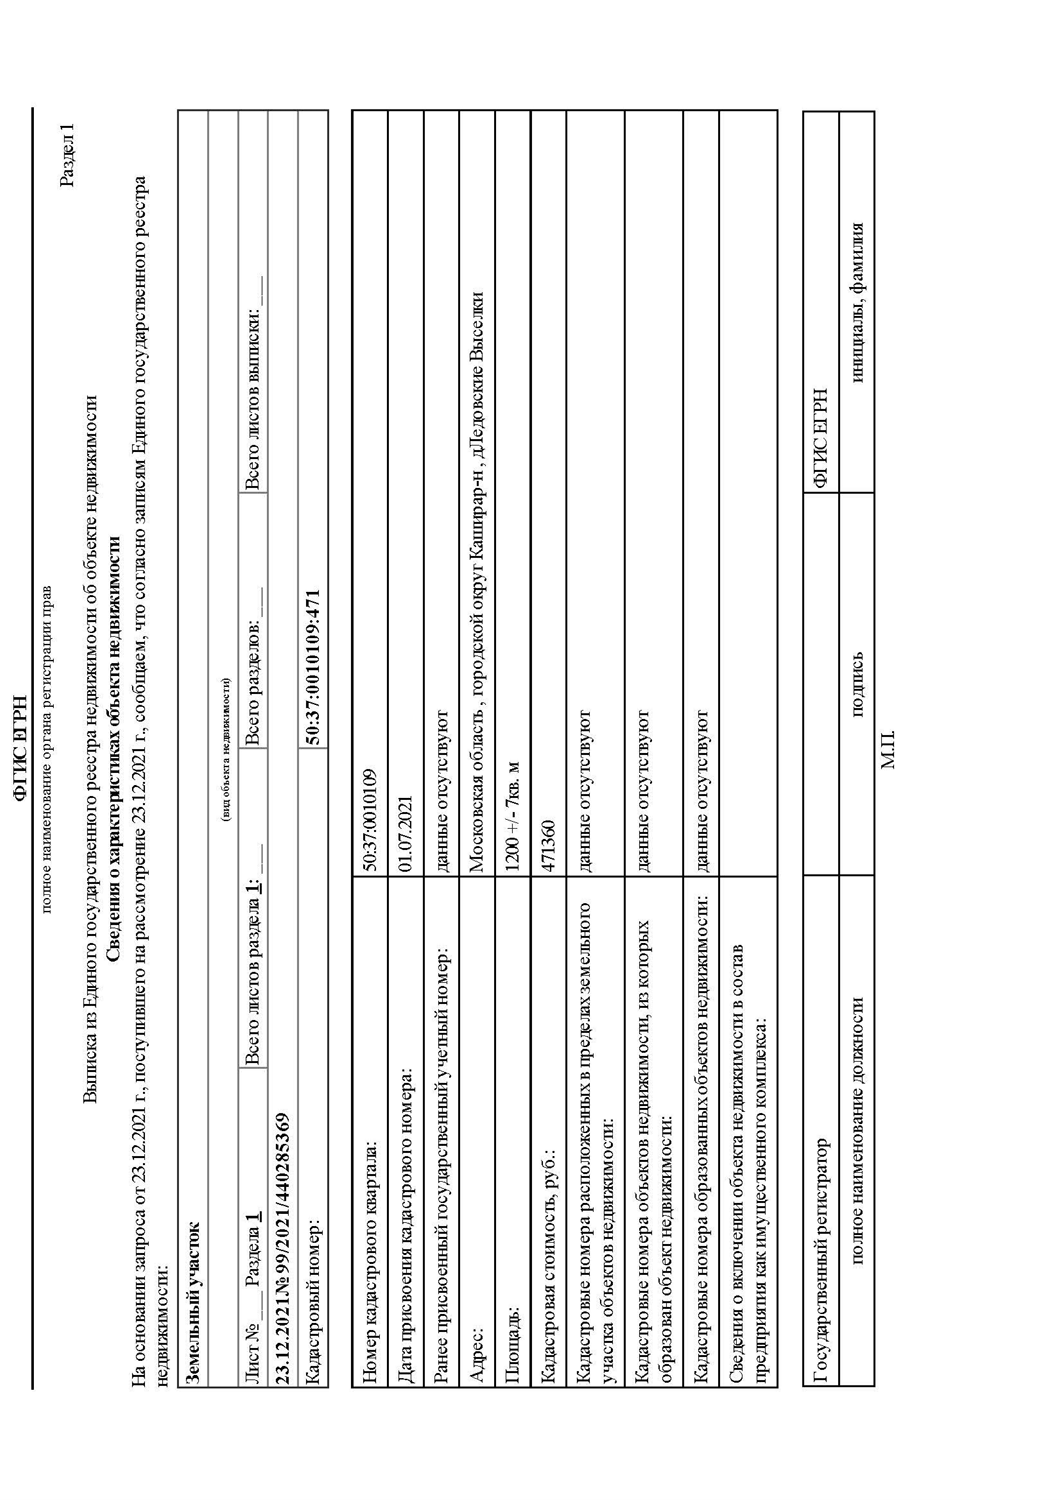 ФГИС ЕГРН
полное наименование органа регистрации прав
Раздел 1
Выписка из Единого государственного реестра недвижимости об объекте недвижимости
Сведения о характеристиках объекта недвижимости
На основании запроса от 23.12.2021 г., поступившего на рассмотрение 23.12.2021 г., сообщаем, что согласно записям Единого государственного реестра
недвижимости:
Земельный участок
(вид объекта недвижимости)
Лист № ___ Раздела 1 Всего листов раздела 1: ___ Всего разделов: ___ Всего листов выписки: ___
23.12.2021№ 99/2021/440285369
Кадастровый номер: 50:37:0010109:471
Номер кадастрового квартала: 50:37:0010109
Дата присвоения кадастрового номера: 01.07.2021
Ранее присвоенный государственный учетный номер: данные отсутствуют
Адрес: Московская область , городской округ Каширар-н , дЛедовские Выселки
Площадь: 1200 +/- 7кв. м
Кадастровая стоимость, руб.: 471360
Кадастровые номера расположенных в пределах земельного
участка объектов недвижимости: данные отсутствуют
Кадастровые номера объектов недвижимости, из которых
образован объект недвижимости: данные отсутствуют
Кадастровые номера образованных объектов недвижимости: данные отсутствуют
Сведения о включении объекта недвижимости в состав
предприятия как имущественного комплекса:
Государственный регистратор ФГИС ЕГРН
полное наименование должности подпись инициалы, фамилия
М.П.